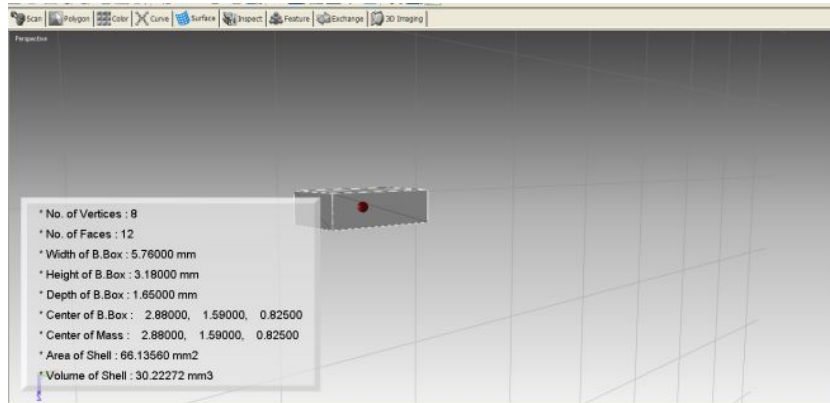 Scan Polygon Color Curve Surface Inspect Feature Exchange 3D Imaging
Perspective
* No. of Vertices : 8
* No. of Faces : 12
* Width of B.Box : 5.76000 mm
* Height of B.Box : 3.18000 mm
* Depth of B.Box : 1.65000 mm
* Center of B.Box : 2.88000, 1.59000, 0.82500
* Center of Mass : 2.88000, 1.59000, 0.82500
* Area of Shell : 66.13560 mm2
* Volume of Shell : 30.22272 mm3